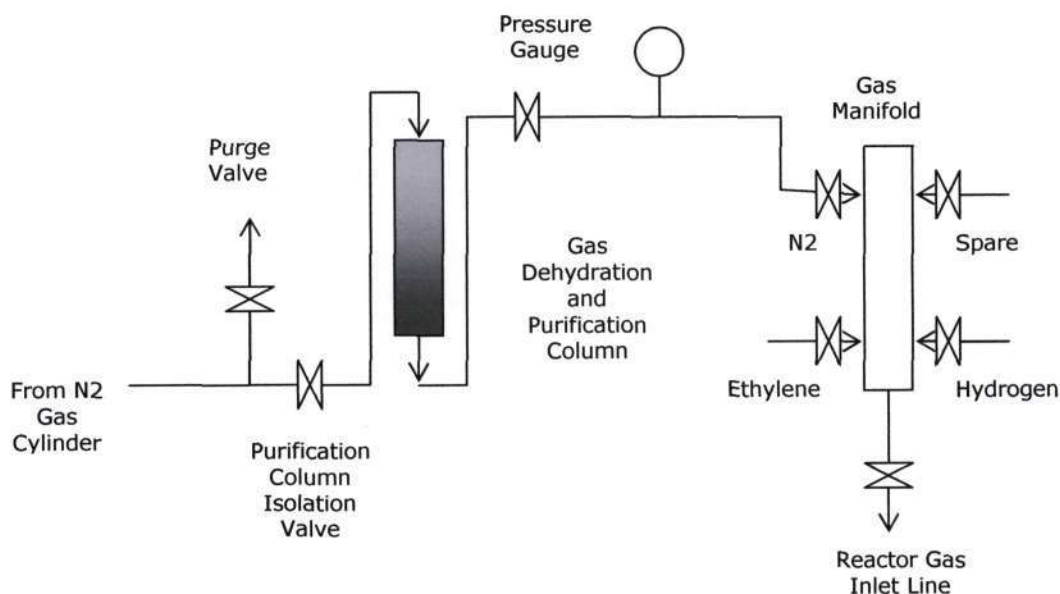 Pressure
Gauge
Gas
Manifold
Purge
Valve
N2
Spare
Gas
Dehydration
and
Purification
Column
From N2
Gas
Cylinder
Ethylene
Hydrogen
Purification
Column
Isolation
Valve
Reactor Gas
Inlet Line